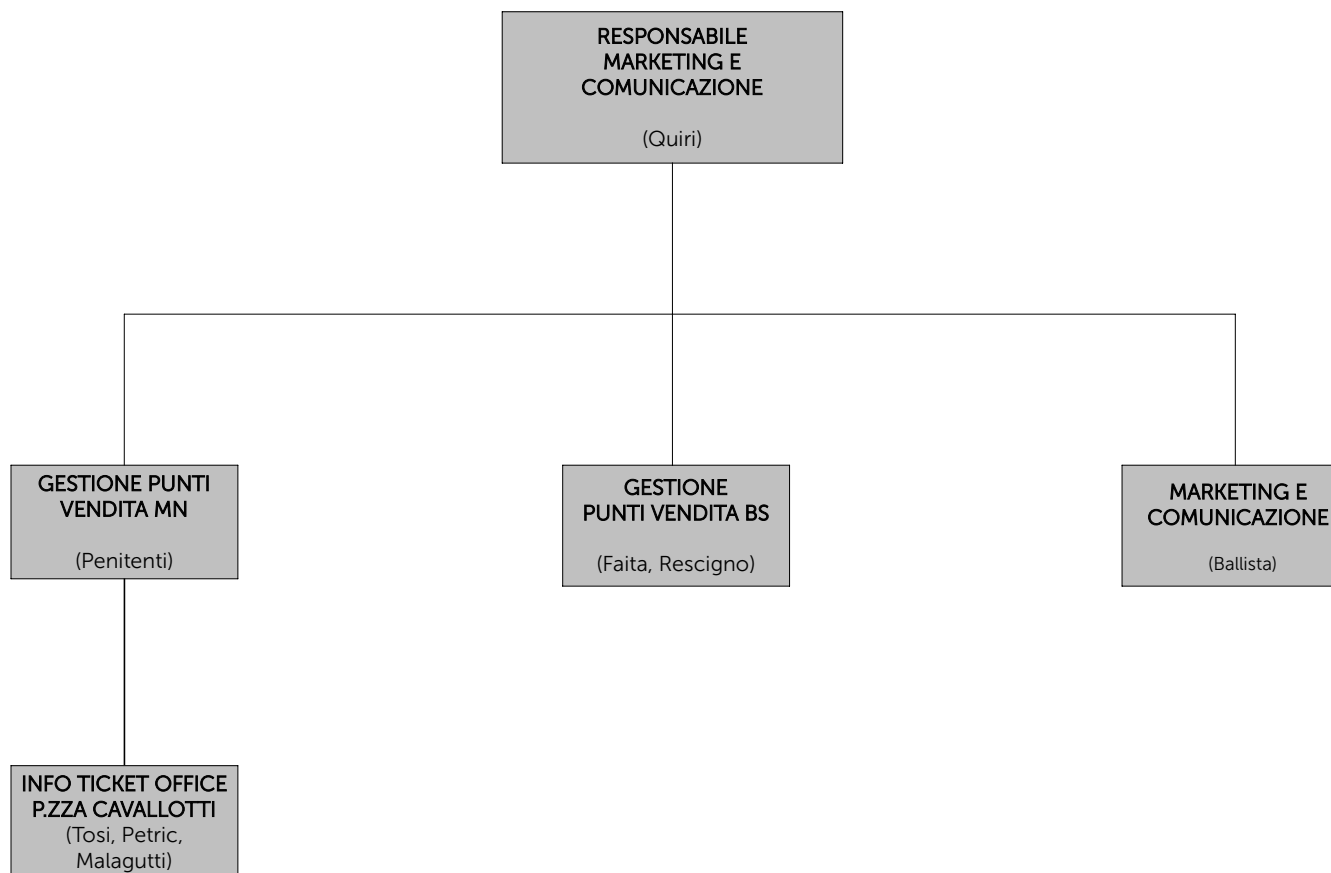 RESPONSABILE
MARKETING E
COMUNICAZIONE
(Quiri)
GESTIONE PUNTI
VENDITA MN
(Penitenti)
GESTIONE
PUNTI VENDITA BS
(Faita, Rescigno)
MARKETING E
COMUNICAZIONE
(Ballista)
INFO TICKET OFFICE
P.ZZA CAVALLOTTI
(Tosi, Petric,
Malagutti)